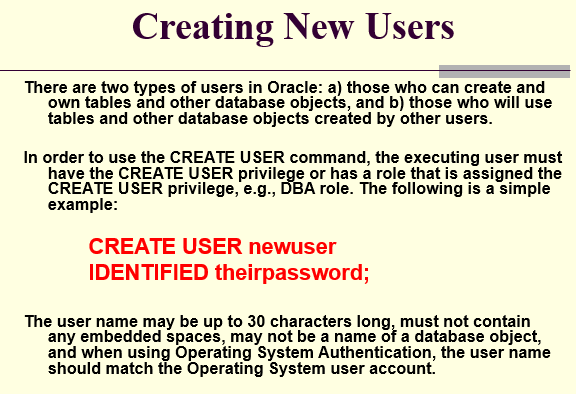 Creating New Users
There are two types of users in Oracle: a) those who can create and
own tables and other database objects, and b) those who will use
tables and other database objects created by other users.
In order to use the CREATE USER command, the executing user must
have the CREATE USER privilege or has a role that is assigned the
CREATE USER privilege, e.g., DBA role. The following is a simple
example:
CREATE USER newuser
IDENTIFIED theirpassword;
The user name may be up to 30 characters long, must not contain
any embedded spaces, may not be a name of a database object,
and when using Operating System Authentication, the user name
should match the Operating System user account.